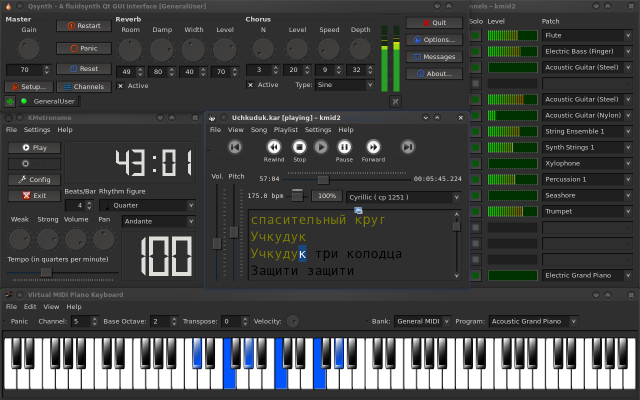 Qsynth - A fluidsynth Qt GUI Interface [GeneralUser]
Master
Gain
70
Restart
Panic
Reset
Setup...
Channels
Reverb
Room Damp Width Level
49 80 40 70
Active
Chorus
N Level Speed Depth
3 20 9 32
Active Type: Sine
Quit
Options...
Messages
About...
GeneralUser
nnels - kmid2
Solo Level Patch
Flute
Electric Bass (Finger)
Acoustic Guitar (Steel)
Acoustic Guitar (Steel)
Acoustic Guitar (Nylon)
String Ensemble 1
Synth Strings 1
Xylophone
Percussion 1
Seashore
Trumpet
Electric Grand Piano
KMetronome
File Settings Help
Play
Config
Exit
43:01
Beats/Bar Rhythm figure
4 Quarter
Weak Strong Volume Pitch
Andante
100
Tempo (in quarters per minute)
Uchkuduk.kar [playing] - kmid2
File View Song Playlist Settings Help
Rewind Stop Play Pause Forward
Vol. Pitch
57:04 00:05:45.224
175.0 bpm 100% Cyrillic ( cp 1251 )
спасительный круг
Учкудук
Учкудук три колодца
Защити защити
Virtual MIDI Piano Keyboard
File Edit View Help
Panic Channel: 5 Base Octave: 2 Transpose: 0 Velocity: Bank: General MIDI Program: Acoustic Grand Piano